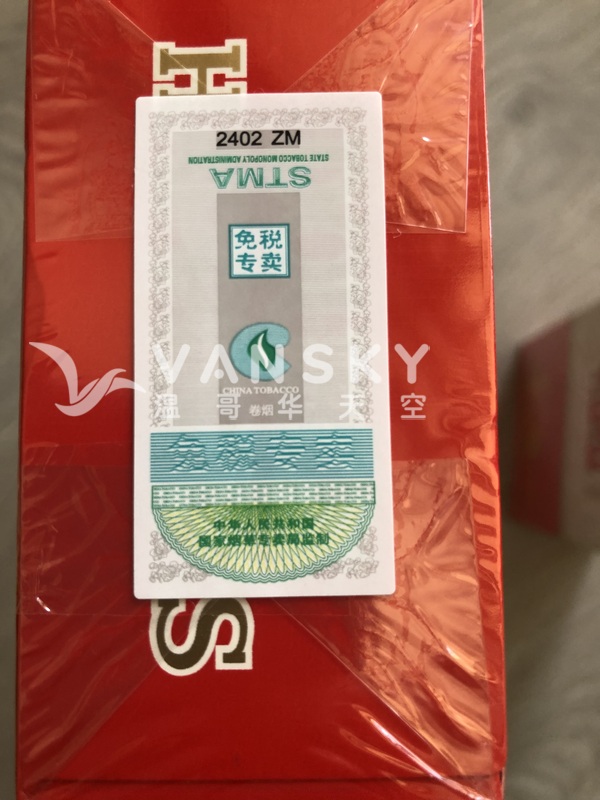 2402 ZM
STATE TOBACCO MONOPOLY ADMINISTRATION
STMA
免税
专卖
VANSKY
CHINA TOBACCO
温哥华天空
卷烟
免税专卖
中华人民共和国
国家烟草专卖局监制
S